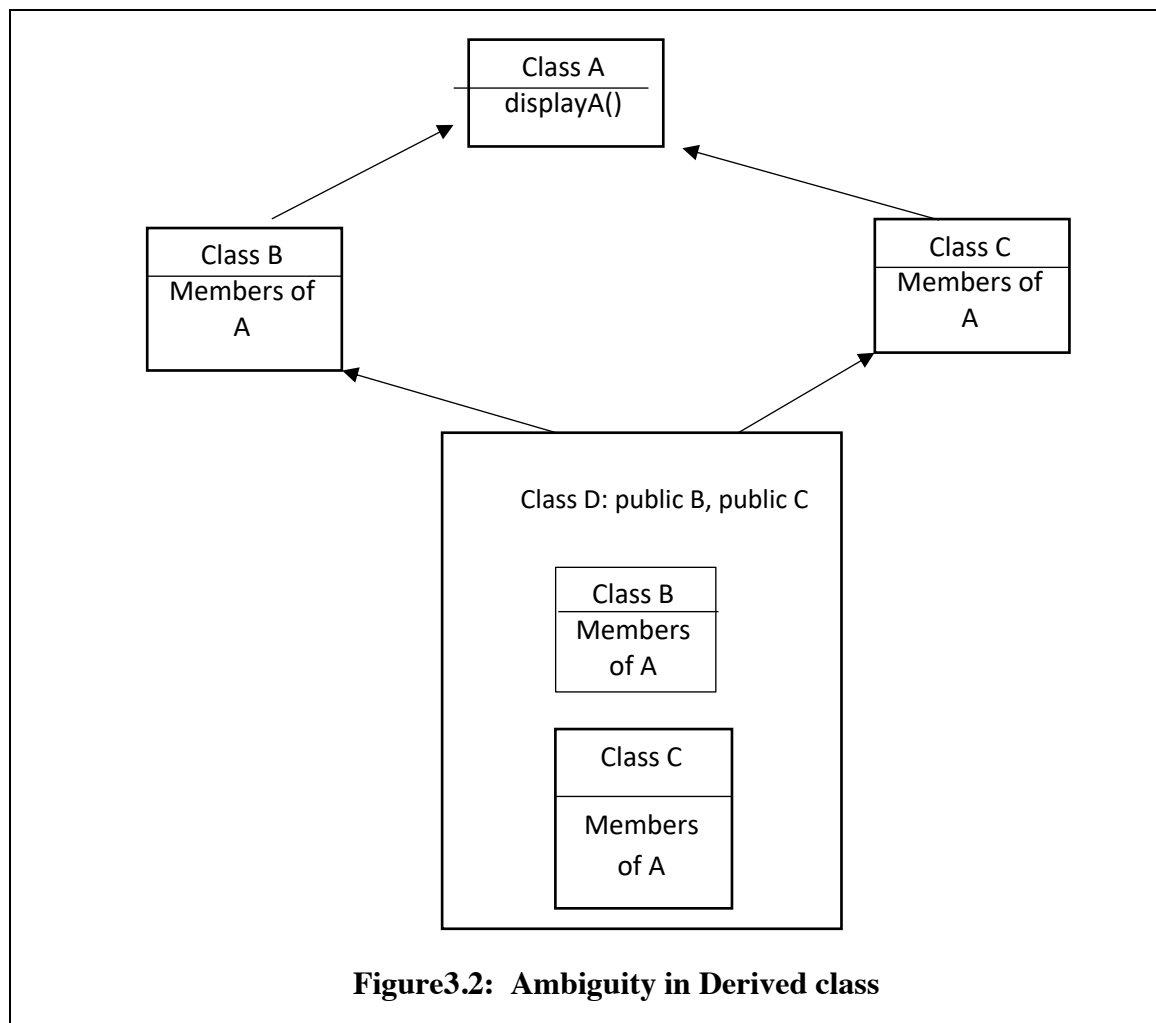 Class A
displayA()
Class B
Members of
A
Class C
Members of
A
Class D: public B, public C
Class B
Members
of A
Class C
Members
of A
Figure3.2: Ambiguity in Derived class